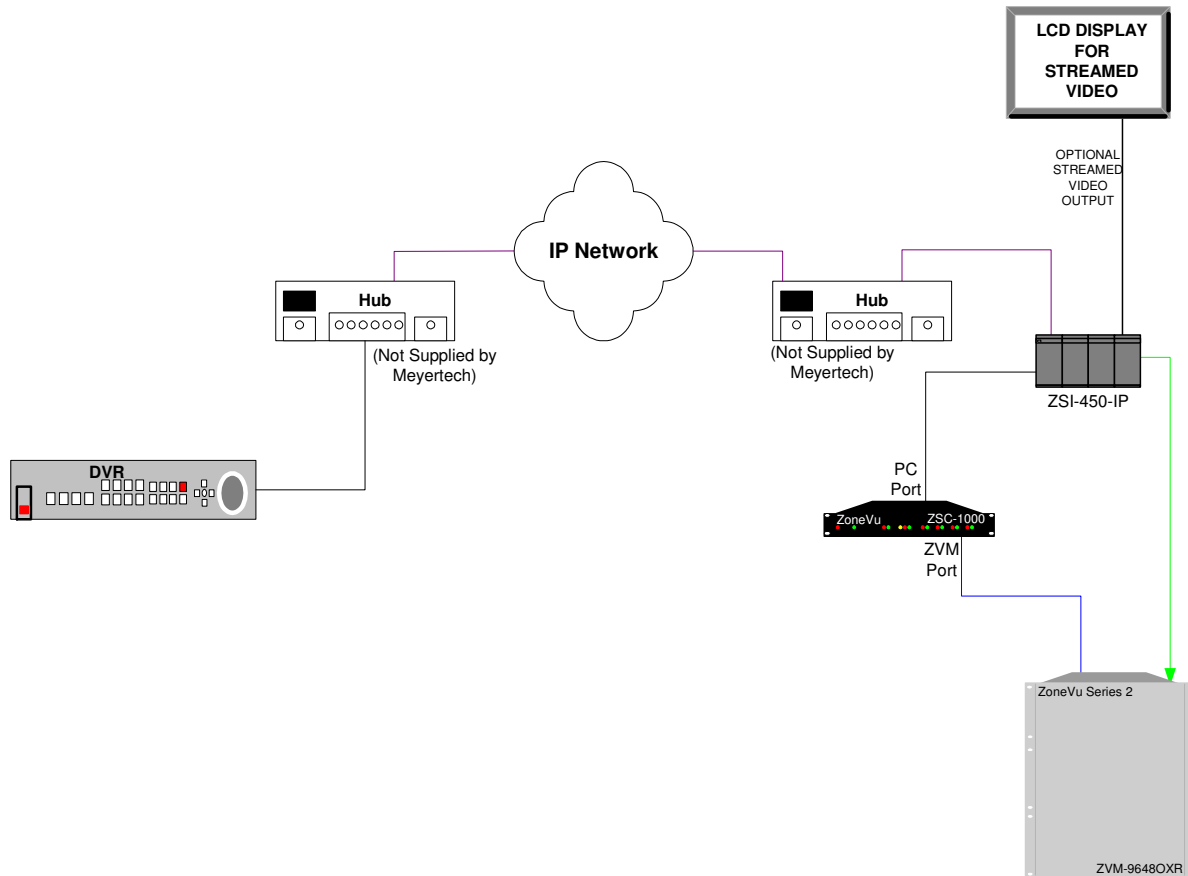 LCD DISPLAY
FOR
STREAMED
VIDEO
OPTIONAL
STREAMED
VIDEO
OUTPUT
IP Network
Hub
(Not Supplied by
Meyertech)
Hub
(Not Supplied by
Meyertech)
ZSI-450-IP
DVR
PC
Port
ZoneVu ZSC-1000
ZVM
Port
ZoneVu Series 2
ZVM-9648OXR